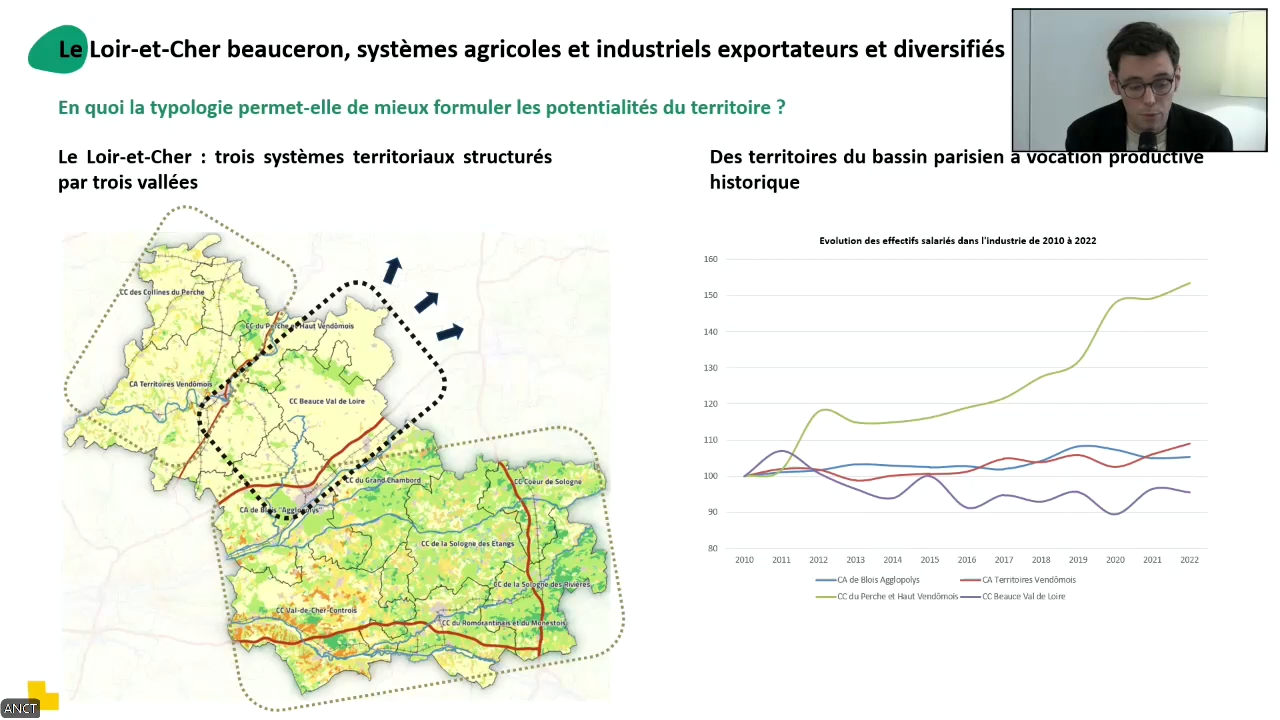 Le Loir-et-Cher beauceron, systèmes agricoles et industriels exportateurs et diversifiés
En quoi la typologie permet-elle de mieux formuler les potentialités du territoire ?
Le Loir-et-Cher : trois systèmes territoriaux structurés
par trois vallées
Des territoires du bassin parisien à vocation productive
historique
CC des Collines du Perche
CC du Perche et Haut Vendômois
CA Territoires Vendômois
CC Beauce Val de Loire
CC du Grand Chambord
CC Coeur de Sologne
CA de Blois "Agglopolys"
CC de la Sologne des Etangs
CC de la Sologne des Rivières
CC Val-de-Cher-Controis
CC du Romorantinais et du Monestois
Evolution des effectifs salariés dans l'industrie de 2010 à 2022
160
150
140
130
120
110
100
90
80
2010 2011 2012 2013 2014 2015 2016 2017 2018 2019 2020 2021 2022
CA de Blois Agglopolys CA Territoires Vendômois
CC du Perche et Haut Vendômois CC Beauce Val de Loire
ANCT